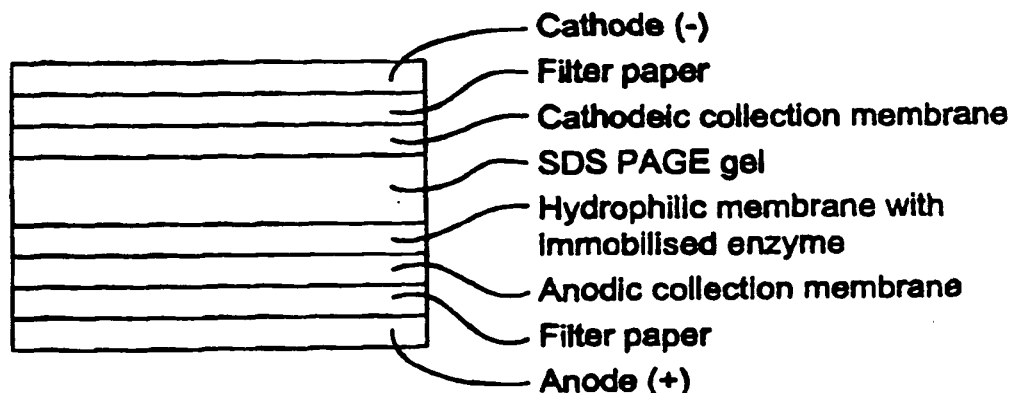 Cathode (-)
Filter paper
Cathodeic collection membrane
SDS PAGE gel
Hydrophilic membrane with
immobilised enzyme
Anodic collection membrane
Filter paper
Anode (+)